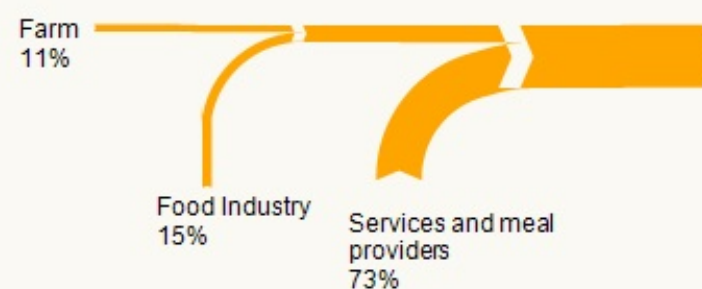 Farm
11%
Food Industry
15%
Services and meal
providers
73%